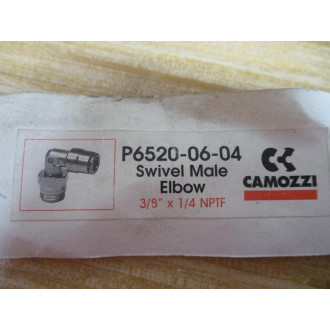 P6520-06-04
Swivel Male
Elbow
3/8" x 1/4 NPTF
CAMOZZI